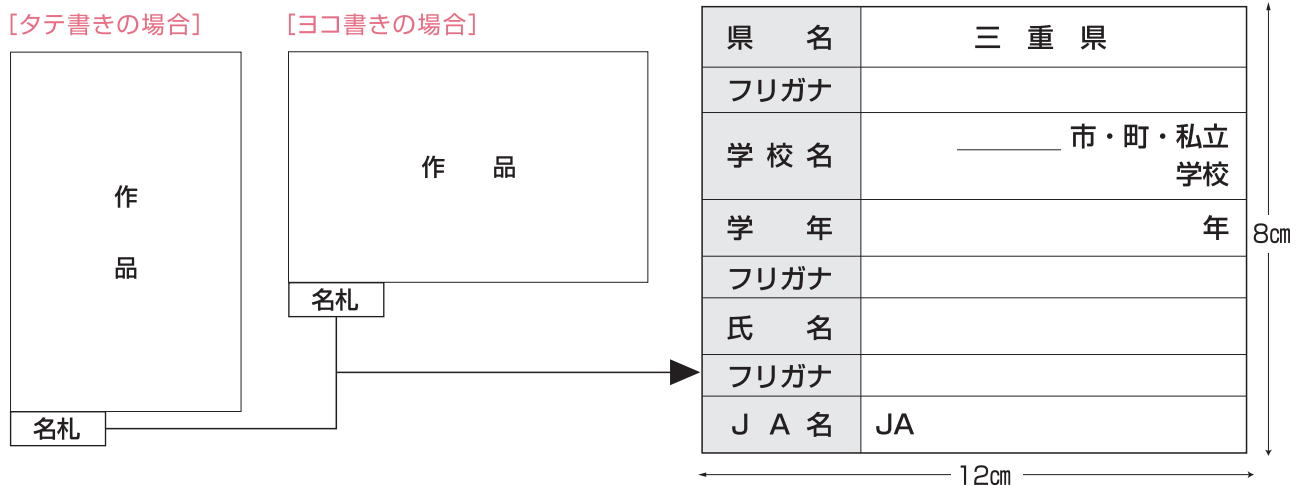 [タテ書きの場合]
作
品
名札
[ヨコ書きの場合]
作 品
名札
県 名 三 重 県
フリガナ
学 校 名 ＿＿＿＿ 市・町・私立
学校
学 年 年
フリガナ
氏 名
フリガナ
J A 名 JA
8㎝
12㎝